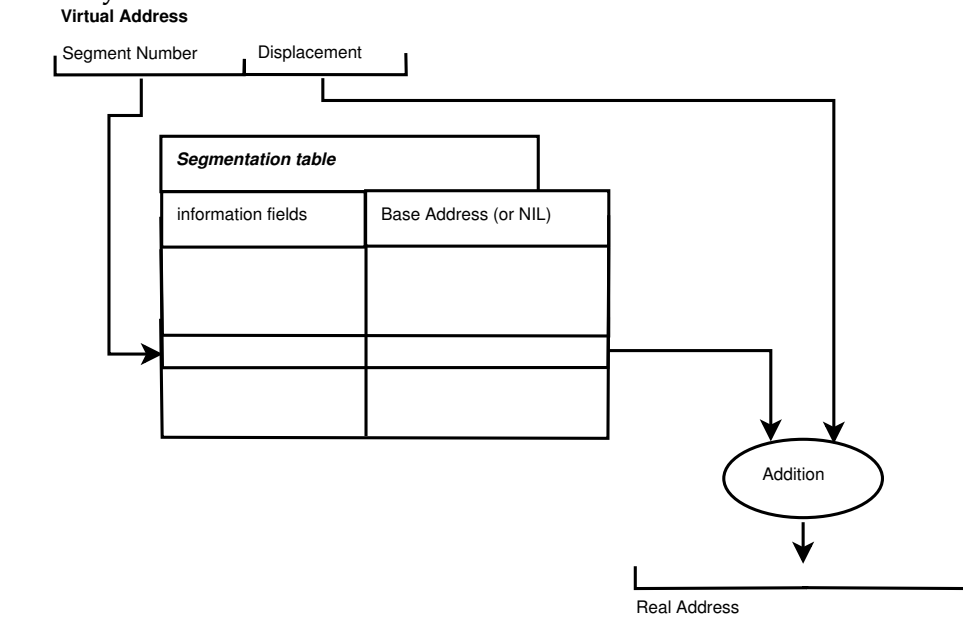 Virtual Address
Segment Number
Displacement
Segmentation table
information fields
Base Address (or NIL)
Addition
Real Address